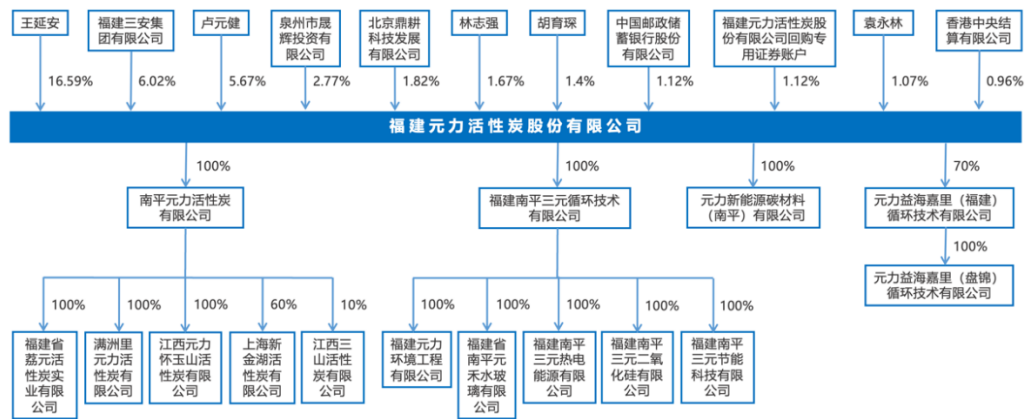 王延安
福建三安集
团有限公司
卢元健
泉州市晟
辉投资有
限公司
北京鼎耕
科技发展
有限公司
林志强
胡育琛
中国邮政储
蓄银行股份
有限公司
福建元力活性炭股
份有限公司回购专
用证券账户
袁永林
香港中央结
算有限公司
16.59%
6.02%
5.67%
2.77%
1.82%
1.67%
1.4%
1.12%
1.12%
1.07%
0.96%
福建元力活性炭股份有限公司
100%
100%
100%
70%
南平元力活性炭
有限公司
福建南平三元循环技术
有限公司
元力新能源碳材料
（南平）有限公司
元力益海嘉里（福建）
循环技术有限公司
100%
元力益海嘉里（盘锦）
循环技术有限公司
100%
100%
100%
60%
10%
100%
100%
100%
100%
100%
福建省
荔元活
性炭实
业有限
公司
满洲里
元力活
性炭有
限公司
江西元力
怀玉山活
性炭有限
公司
上海新
金湖活
性炭有
限公司
江西三
山活性
炭有限
公司
福建元力
环境工程
有限公司
福建省
南平元
禾水玻
璃有限
公司
福建南平
三元热电
能源有限
公司
福建南平
三元二氧
化硅有限
公司
福建南平
三元节能
科技有限
公司